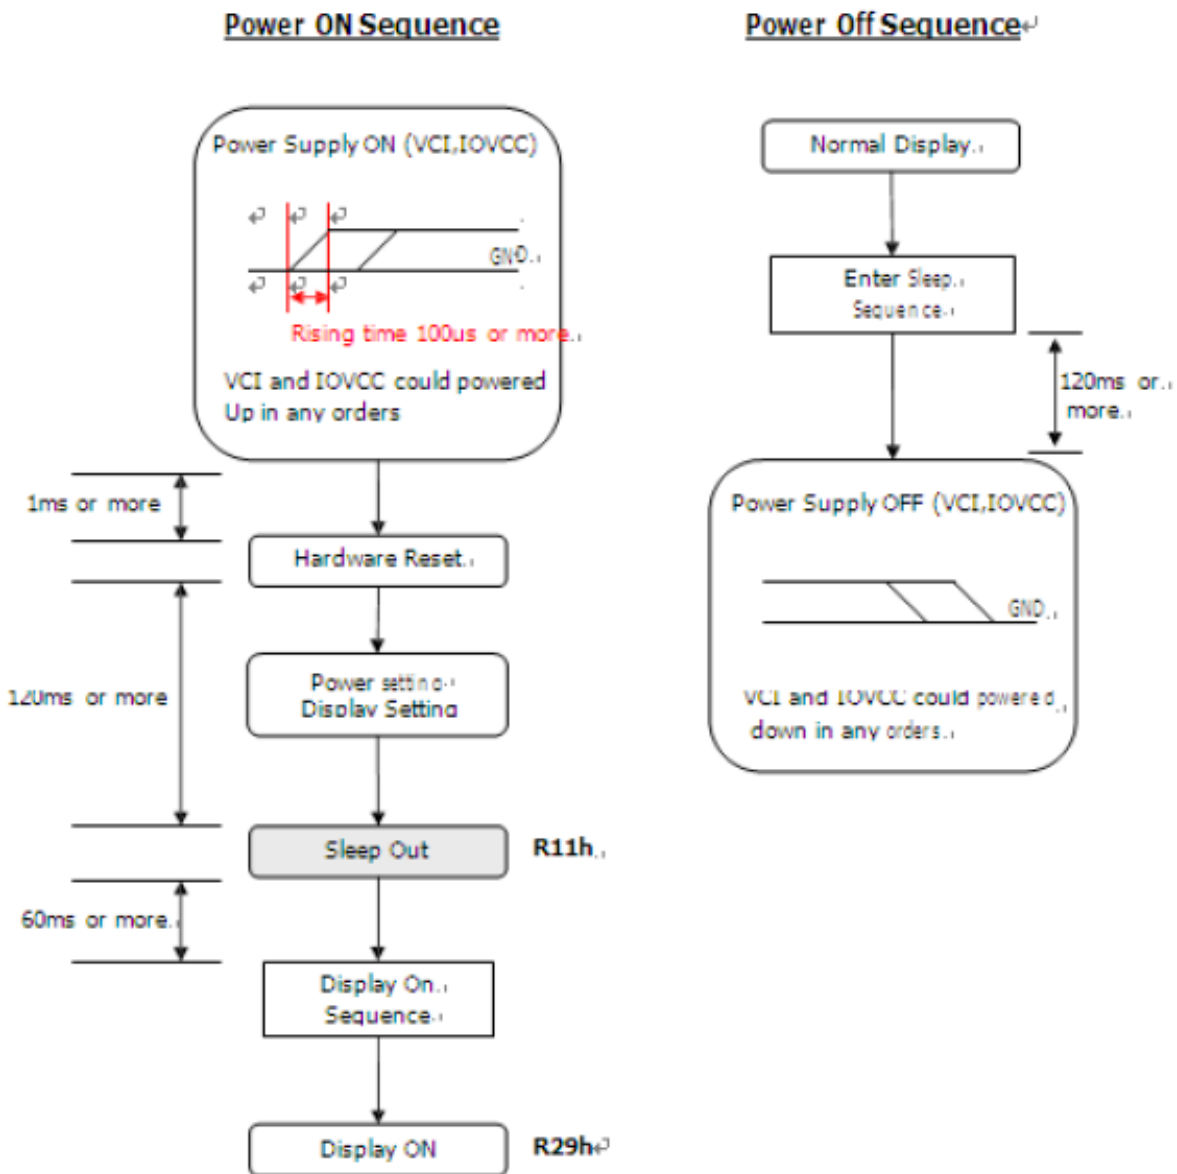 Power ON Sequence
Power Supply ON (VCI,IOVCC)
GND
Rising time 100us or more
VCI and IOVCC could powered
Up in any orders
1ms or more
Hardware Reset
120ms or more
Power setting
Display Setting
Sleep Out
R11h
60ms or more
Display On
Sequence
Display ON
R29h
Power Off Sequence
Normal Display
Enter Sleep
Sequence
120ms or
more
Power Supply OFF (VCI,IOVCC)
GND
VCI and IOVCC could powered
down in any orders